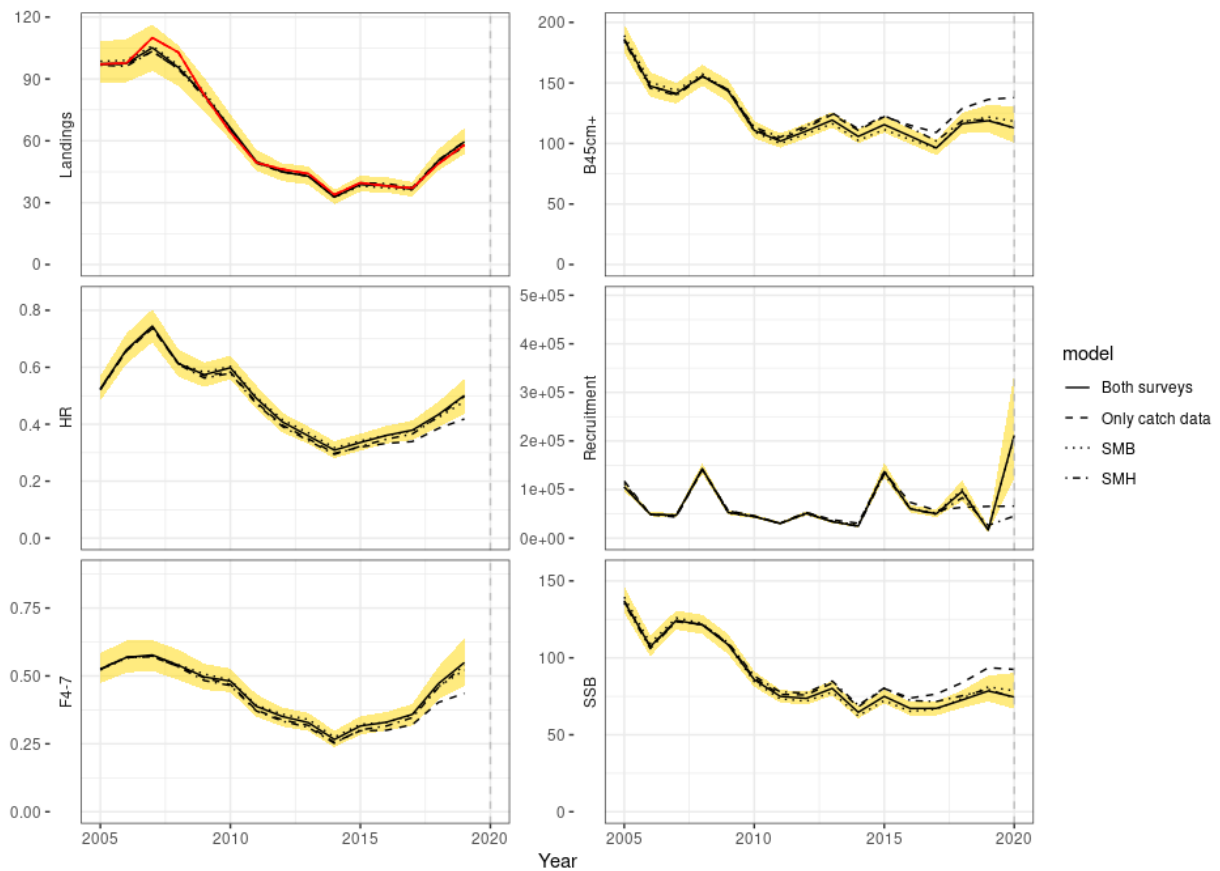 120
90
60
30
0
Landings
200
150
100
50
0
B45cm+
0.8
0.6
0.4
0.2
0.0
HR
5e+05
4e+05
3e+05
2e+05
1e+05
0e+00
Recruitment
0.75
0.50
0.25
0.00
F4-7
150
100
50
0
SSB
2005 2010 2015 2020
2005 2010 2015 2020
Year
model
Both surveys
Only catch data
SMB
SMH